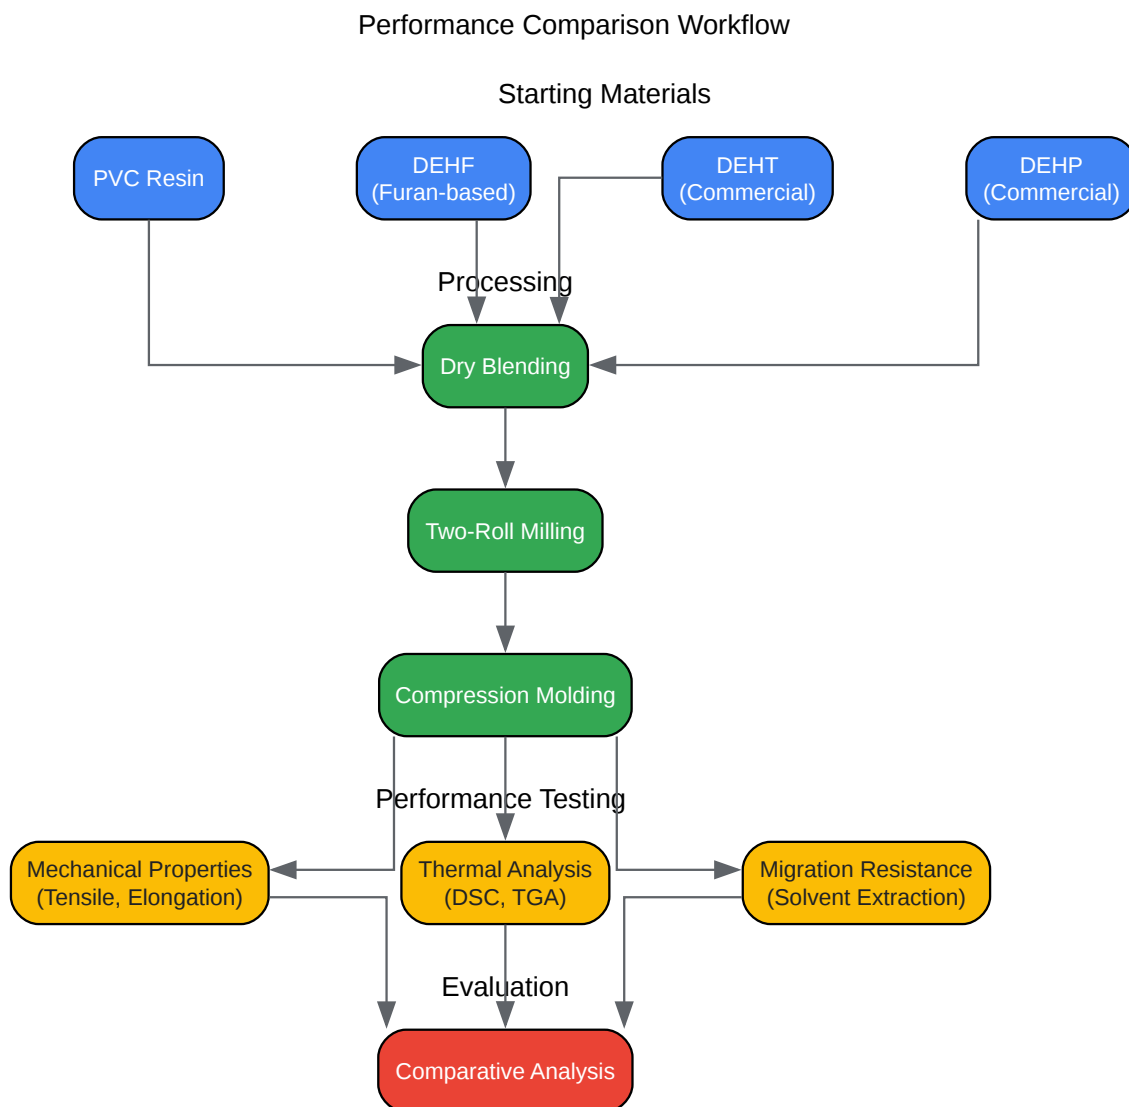 Performance Comparison Workflow
Starting Materials
PVC Resin
DEHF
(Furan-based)
DEHT
(Commercial)
DEHP
(Commercial)
Processing
Dry Blending
Two-Roll Milling
Compression Molding
Performance Testing
Mechanical Properties
(Tensile, Elongation)
Thermal Analysis
(DSC, TGA)
Migration Resistance
(Solvent Extraction)
Evaluation
Comparative Analysis